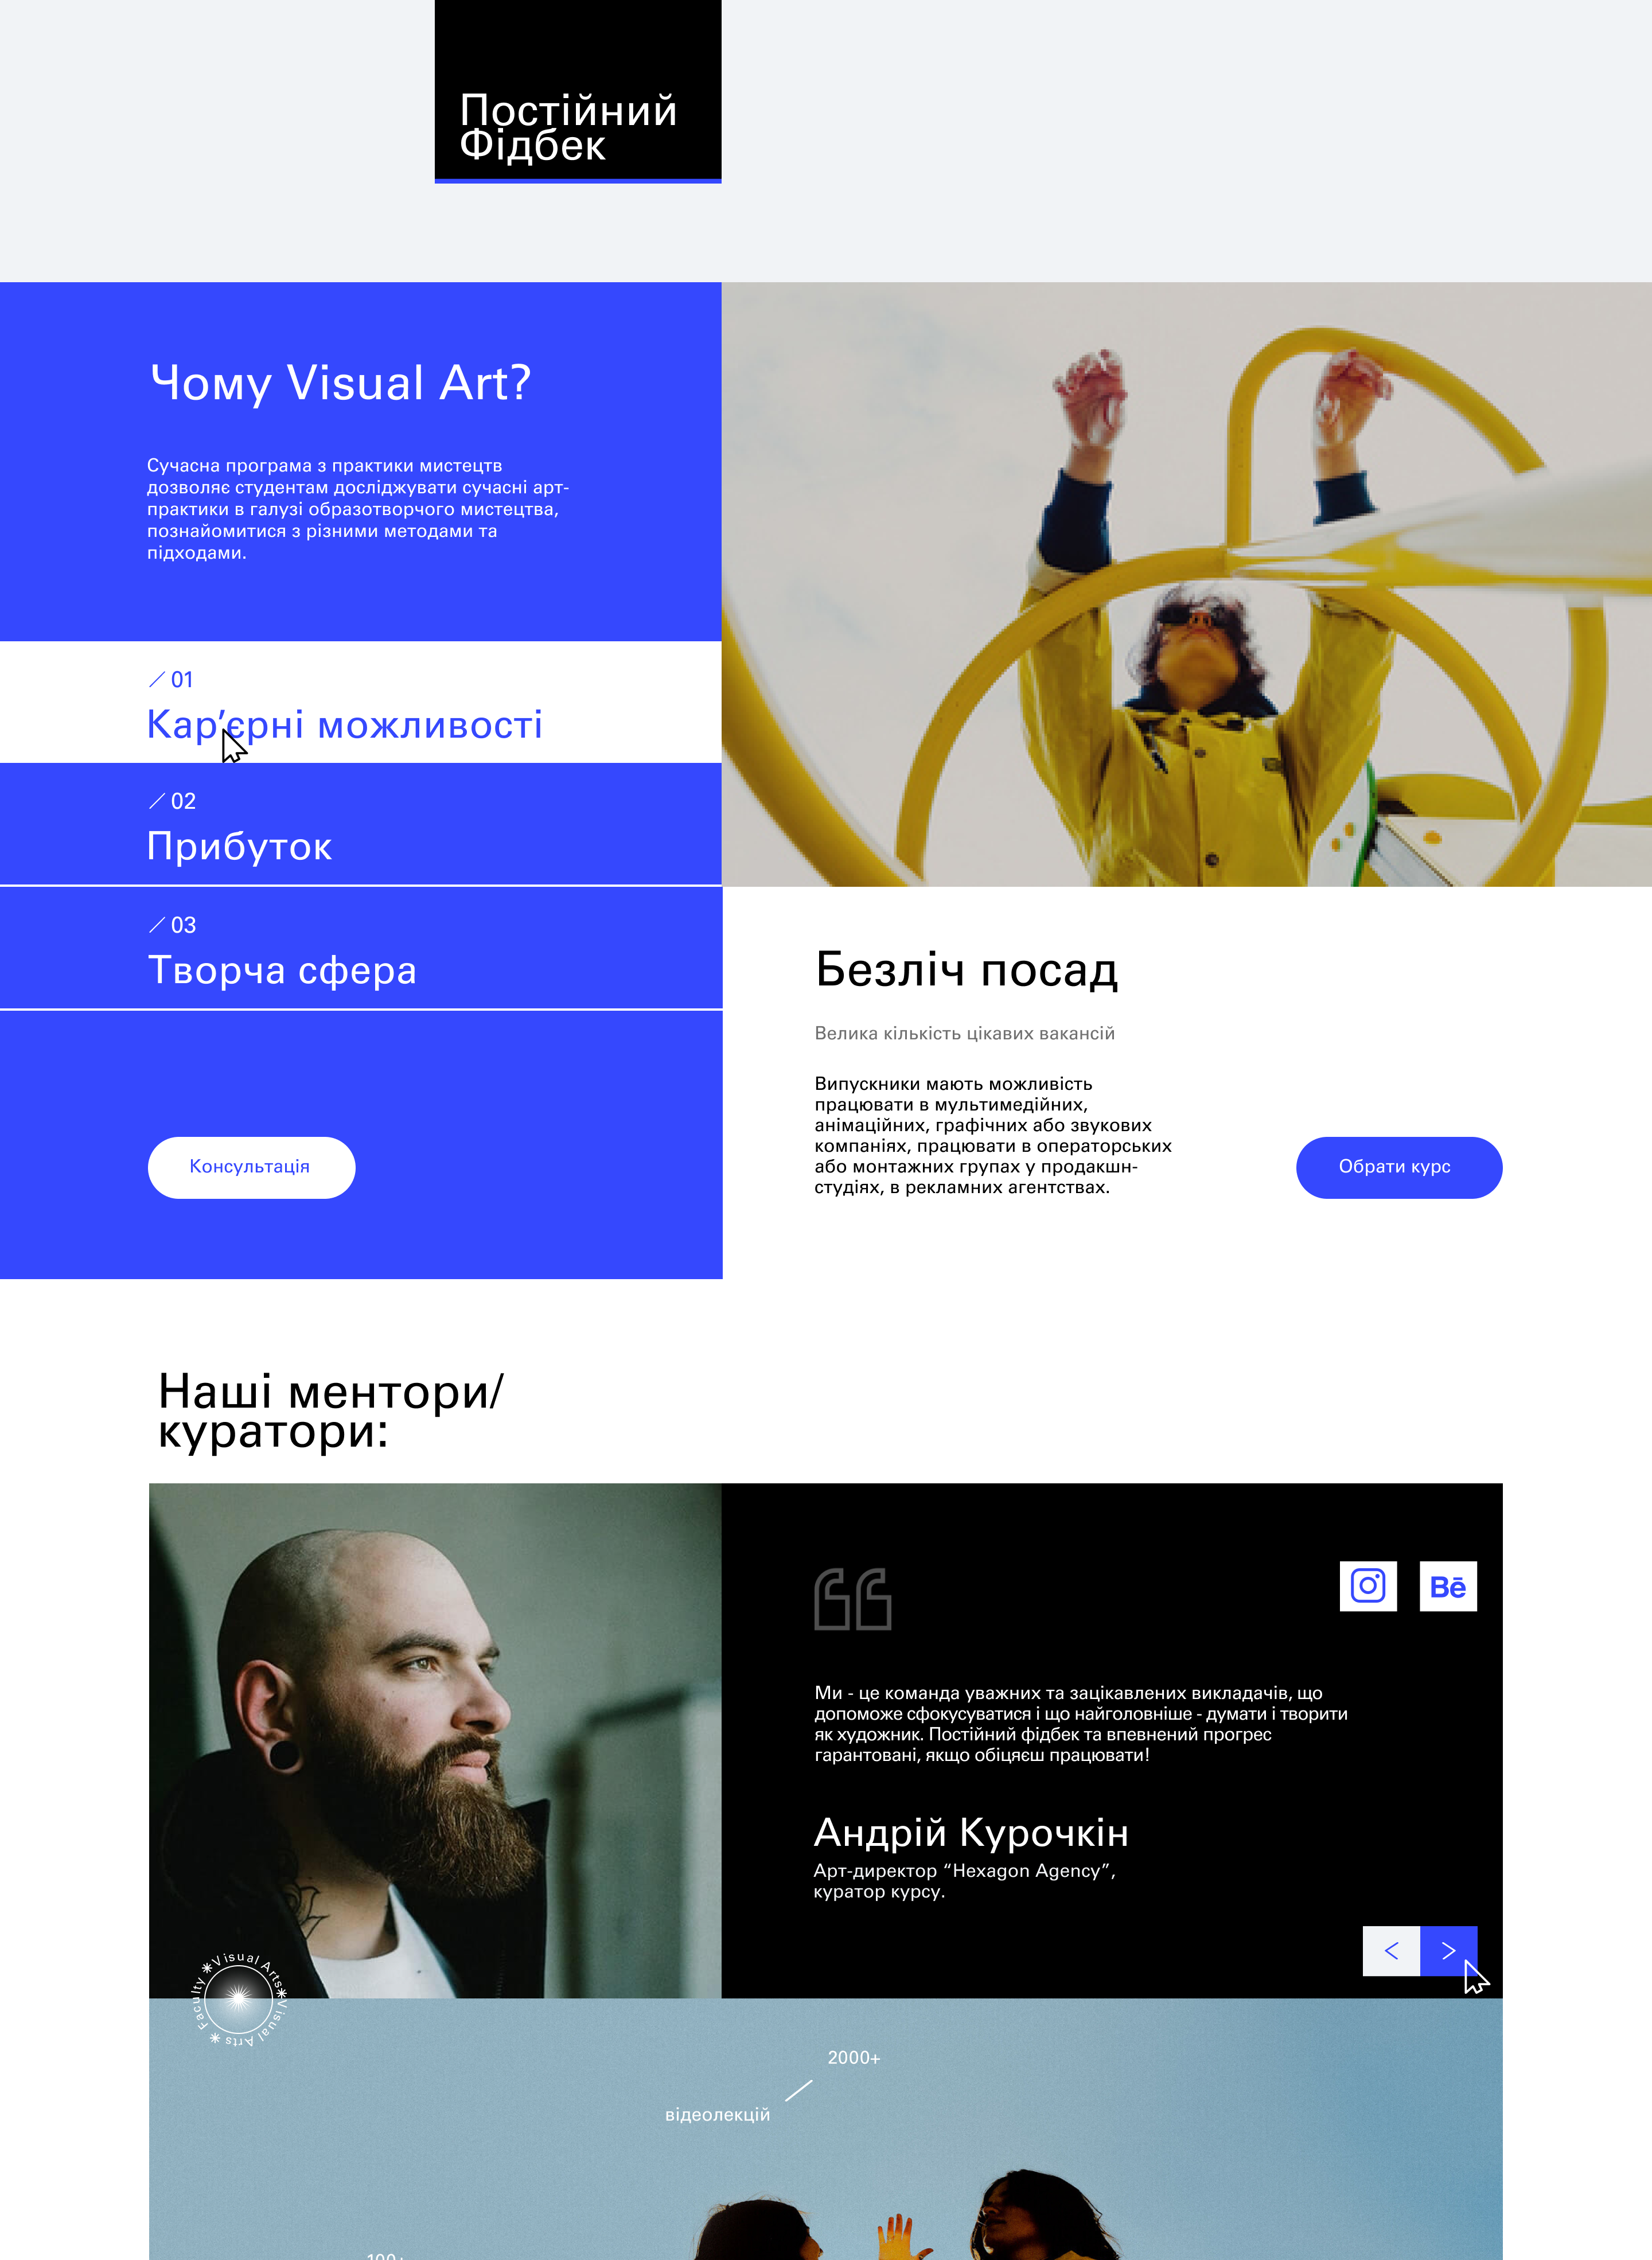 Постійний
Фідбек
Чому Visual Art?
Сучасна програма з практики мистецтв
дозволяє студентам досліджувати сучасні арт-
практики в галузі образотворчого мистецтва,
познайомитися з різними методами та
підходами.
/ 01
Кар’єрні можливості
/ 02
Прибуток
/ 03
Творча сфера
Консультація
Безліч посад
Велика кількість цікавих вакансій
Випускники мають можливість
працювати в мультимедійних,
анімаційних, графічних або звукових
компаніях, працювати в операторських
або монтажних групах у продакшн-
студіях, в рекламних агентствах.
Обрати курс
Наші ментори/
куратори:
Bē
Ми - це команда уважних та зацікавлених викладачів, що
допоможе сфокусуватися і що найголовніше - думати і творити
як художник. Постійний фідбек та впевнений прогрес
гарантовані, якщо обіцяєш працювати!
Андрій Курочкін
Арт-директор “Hexagon Agency”,
куратор курсу.
< >
Visual Arts * Visual Arts * Faculty *
2000+
/
відеолекцій